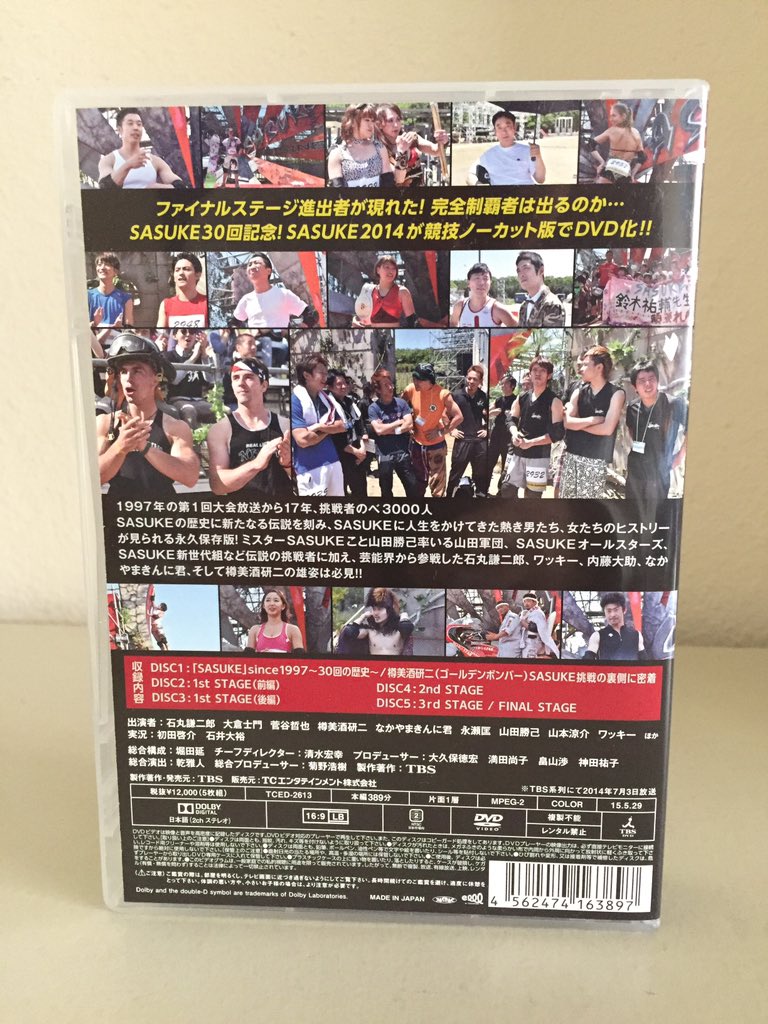 ファイナルステージ進出者が現れた！完全制覇者は出るのか…
SASUKE30回記念！SASUKE2014が競技ノーカット版でDVD化!!
2948
鈴木祐輔先生
2932
1997年の第1回大会放送から17年、挑戦者のべ3000人
SASUKEの歴史に新たなる伝説を刻み、SASUKEに人生をかけてきた熱き男たち、女たちのヒストリー
が見られる永久保存版！ミスターSASUKEこと山田勝己率いる山田軍団、SASUKEオールスターズ、
SASUKE新世代組など伝説の挑戦者に加え、芸能界から参戦した石丸謙二郎、ワッキー、内藤大助、なか
やまきんに君、そして樽美酒研二の雄姿は必見!!
収録内容
DISC1：「SASUKE」since1997〜30回の歴史〜/樽美酒研二（ゴールデンボンバー）SASUKE挑戦の裏側に密着
DISC2：1st STAGE（前編） DISC4：2nd STAGE
DISC3：1st STAGE（後編） DISC5：3rd STAGE / FINAL STAGE
出演者：石丸謙二郎 大倉士門 菅谷哲也 樽美酒研二 なかやまきんに君 永瀬匡 山田勝己 山本涼介 ワッキー ほか
実況：初田啓介 石井大裕
総合構成：堀田延 チーフディレクター：清水宏幸 プロデューサー：大久保徳宏 満田尚子 畠山渉 神田祐子
総合演出：乾雅人 総合プロデューサー：菊野浩樹 製作著作：TBS
製作著作・発売元：TBS 販売元：TCエンタテインメント株式会社
※TBS系列にて2014年7月3日放送
税抜¥12,000（5枚組） TCED-2613 本編389分 片面1層 MPEG-2 COLOR 15.5.29
DOLBY DIGITAL 日本語（2chステレオ） 16:9 LB 2 DVD VIDEO 複製不能 レンタル禁止 TBS
Dolby and the double-D symbol are trademarks of Dolby Laboratories.
MADE IN JAPAN
4 562474 163897